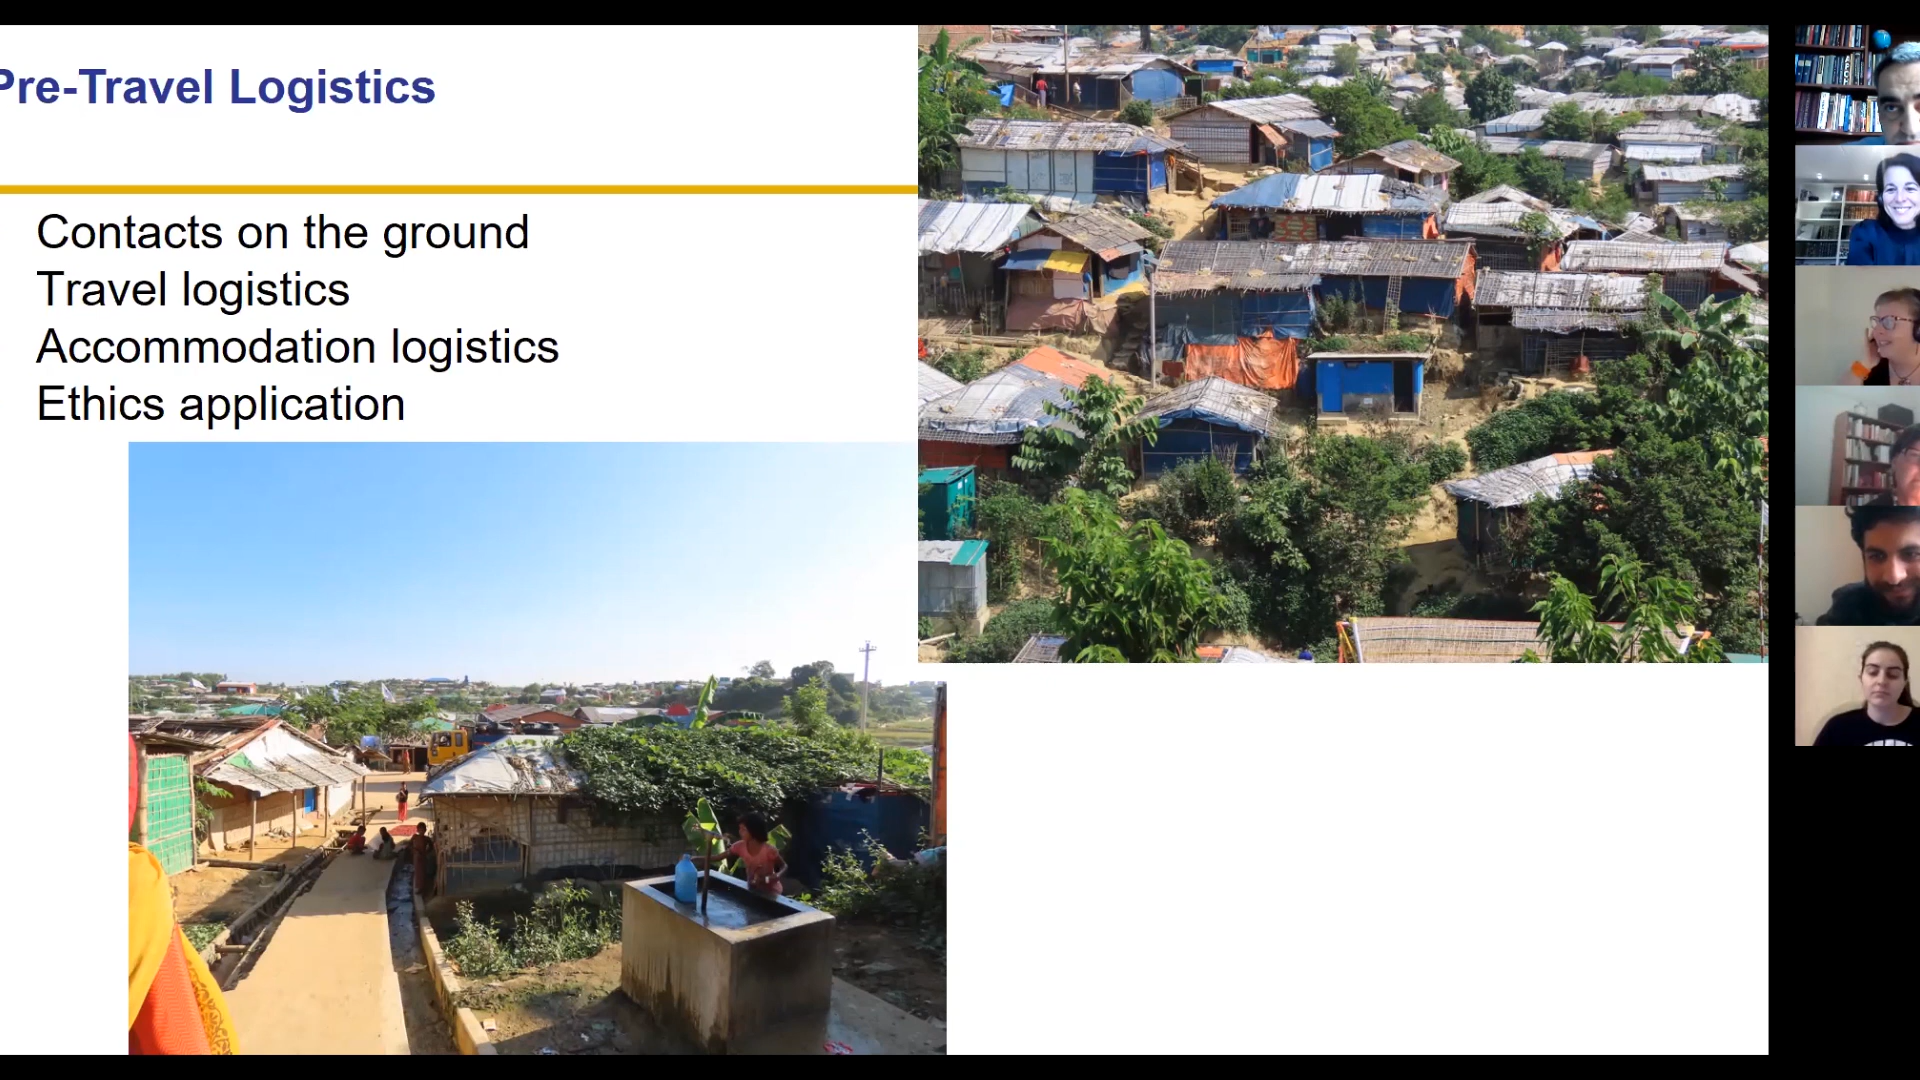 Pre-Travel Logistics
Contacts on the ground
Travel logistics
Accommodation logistics
Ethics application